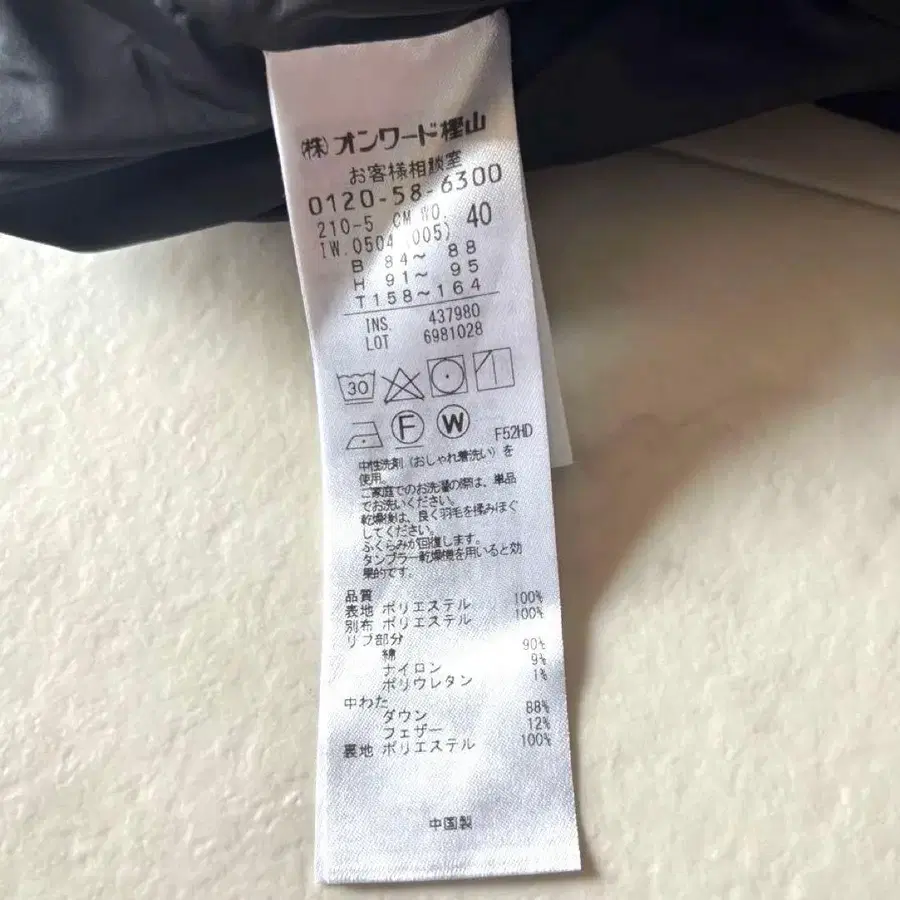 (株)オンワード樫山
お客様相談室
0120-58-6300
210-5 CM WO. 40
IW.0504 (005)
B 84～ 88
H 91～ 95
T158～164
INS. 437980
LOT 6981028
30
F W F52HD
中性洗剤(おしゃれ着洗い)を
使用。
ご家庭でのお洗濯の際は、単品
でお洗いください。
乾燥後は、良く羽毛を揉みほぐ
してください。
ふくらみが回復します。
タンブラー乾燥機を用いると効
果的です。
品質
表地 ポリエステル 100%
別布 ポリエステル 100%
リブ部分
綿 90%
ナイロン 9%
ポリウレタン 1%
中わた
ダウン 88%
フェザー 12%
裏地 ポリエステル 100%
中国製